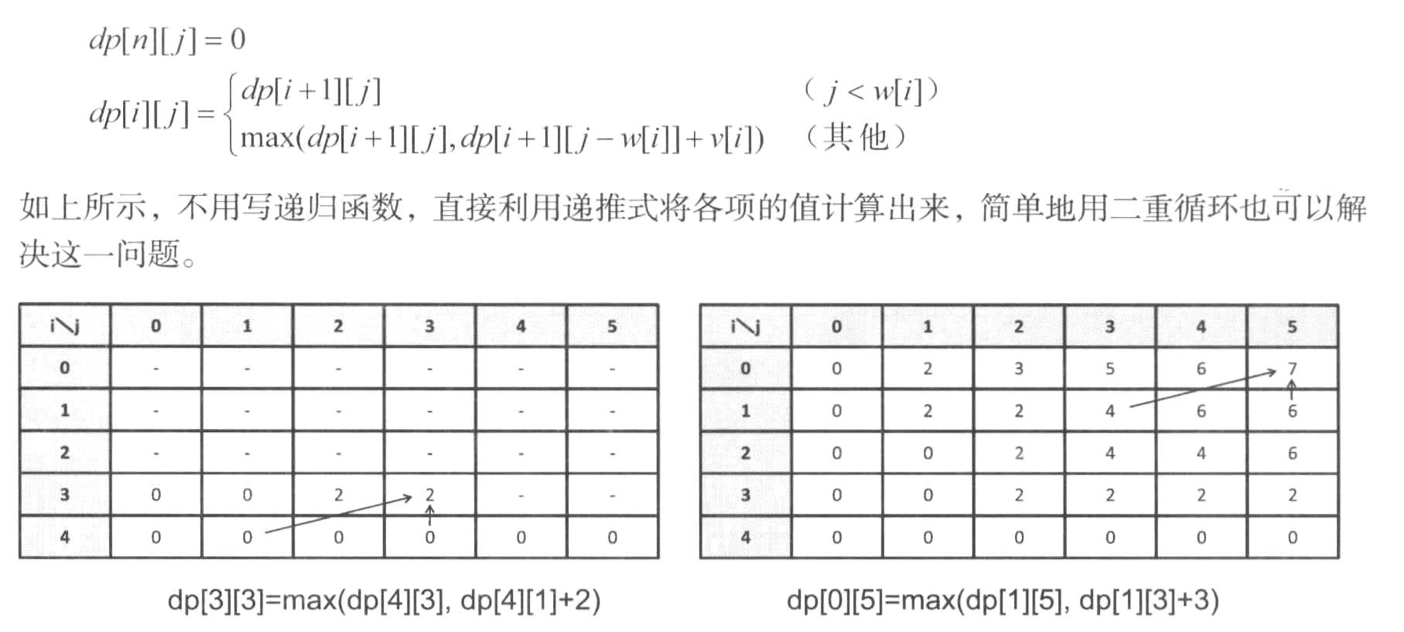 dp[n][j]=0
dp[i][j]={dp[i+1][j] (j<w[i])
max(dp[i+1][j],dp[i+1][j-w[i]]+v[i]) (其他)
如上所示，不用写递归函数，直接利用递推式将各项的值计算出来，简单地用二重循环也可以解
决这一问题。
i\j 0 1 2 3 4 5
0 - - - - - -
1 - - - - - -
2 - - - - - -
3 0 0 2 2 - -
4 0 0 0 0 0 0
dp[3][3]=max(dp[4][3], dp[4][1]+2)
i\j 0 1 2 3 4 5
0 0 2 3 5 6 7
1 0 2 2 4 6 6
2 0 0 2 4 4 6
3 0 0 2 2 2 2
4 0 0 0 0 0 0
dp[0][5]=max(dp[1][5], dp[1][3]+3)